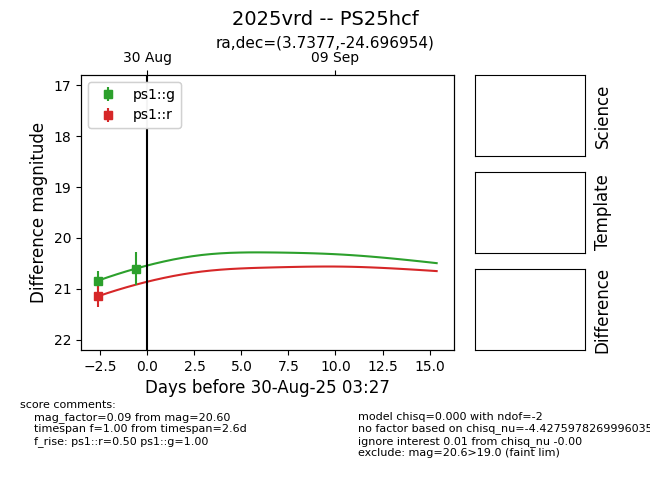 2025vrd -- PS25hcf
ra,dec=(3.7377,-24.696954)
30 Aug
09 Sep
ps1::g
ps1::r
17
18
19
20
21
22
Difference magnitude
−2.5
0.0
2.5
5.0
7.5
10.0
12.5
15.0
Days before 30-Aug-25 03:27
Science
Template
Difference
score comments:
mag_factor=0.09 from mag=20.60
timespan f=1.00 from timespan=2.6d
f_rise: ps1::r=0.50 ps1::g=1.00
model chisq=0.000 with ndof=-2
no factor based on chisq_nu=-4.4275978269996035
ignore interest 0.01 from chisq_nu -0.00
exclude: mag=20.6>19.0 (faint lim)